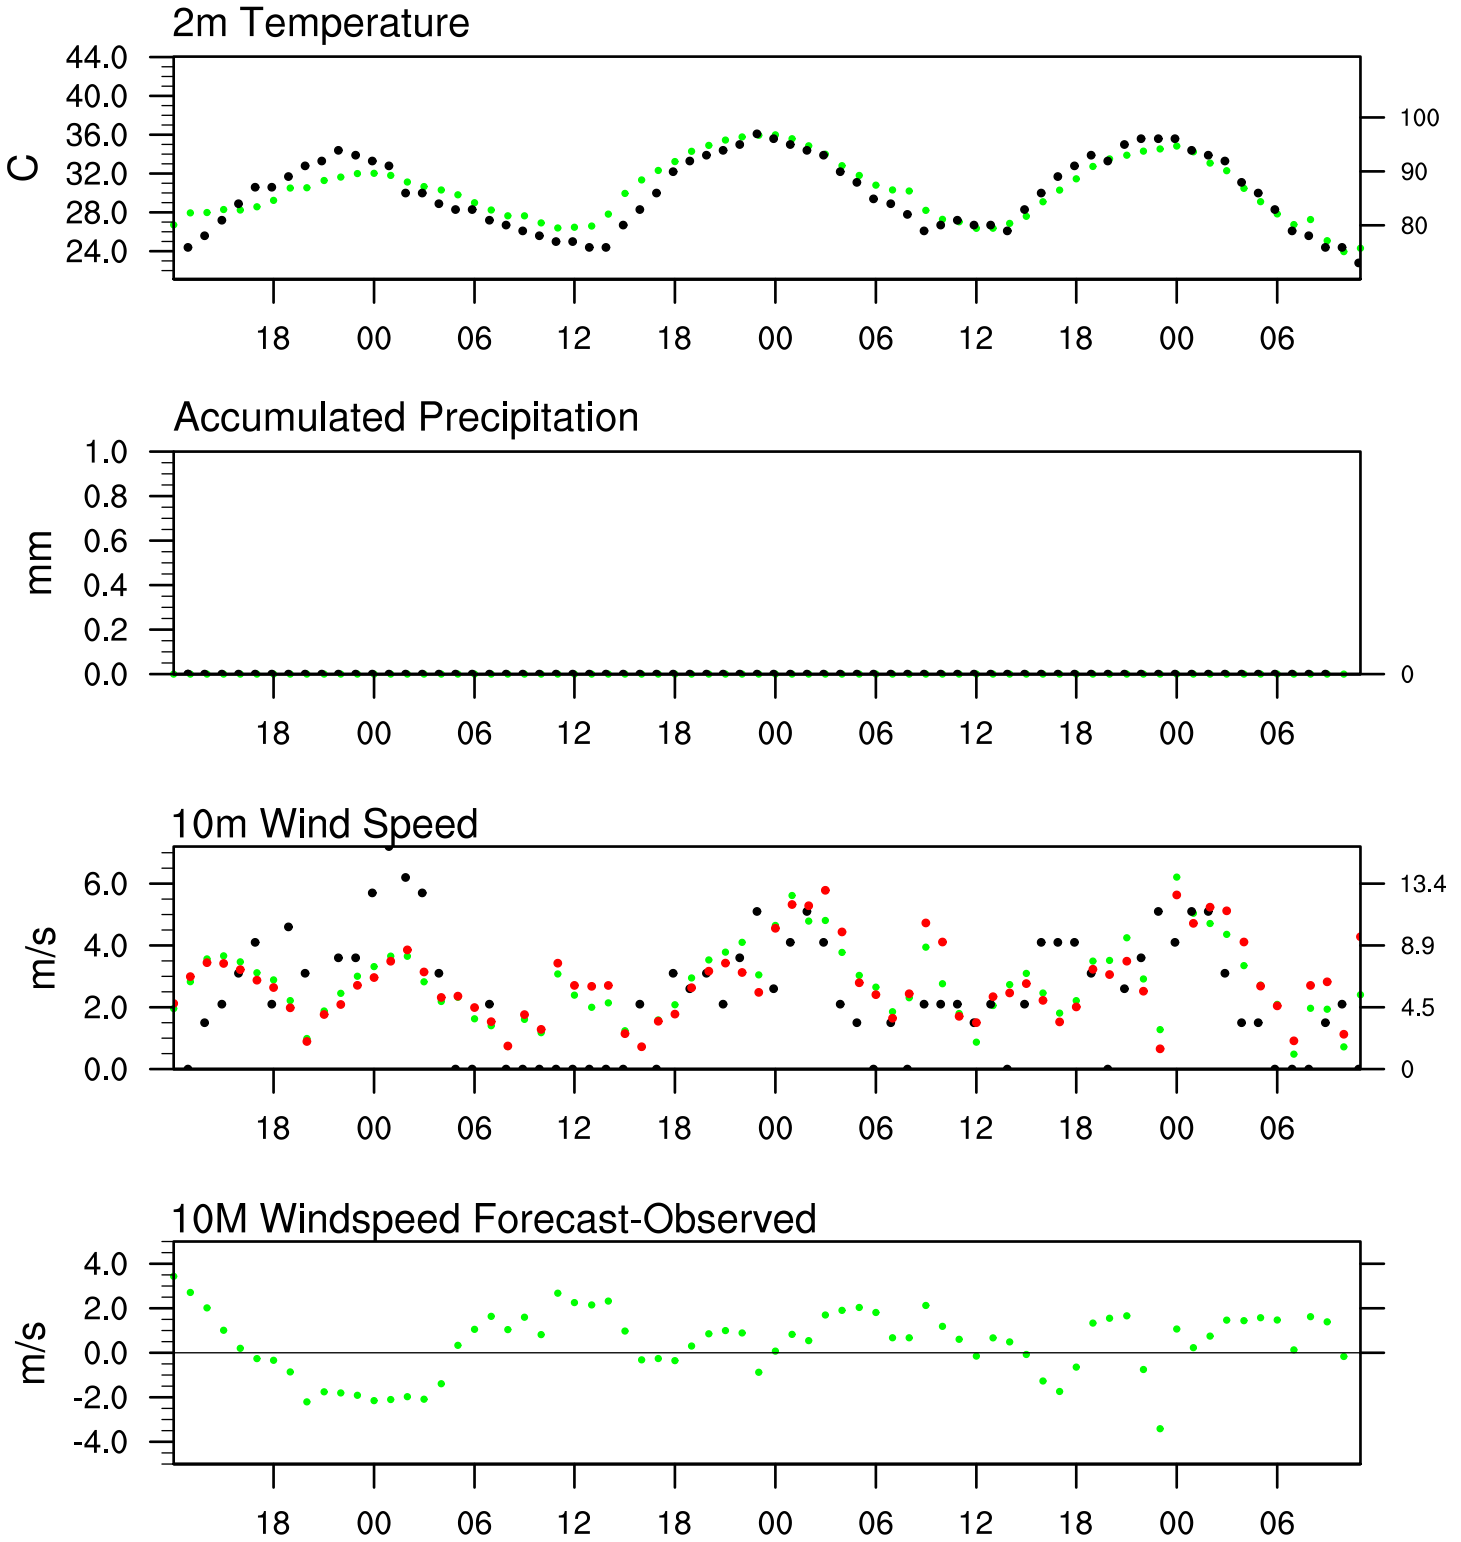 2m Temperature
44.0
40.0
36.0
32.0
28.0
24.0
C
100
90
80
18 00 06 12 18 00 06 12 18 00 06
Accumulated Precipitation
1.0
0.8
0.6
0.4
0.2
0.0
mm
0
18 00 06 12 18 00 06 12 18 00 06
10m Wind Speed
6.0
4.0
2.0
0.0
m/s
13.4
8.9
4.5
0
18 00 06 12 18 00 06 12 18 00 06
10M Windspeed Forecast-Observed
4.0
2.0
0.0
-2.0
-4.0
m/s
18 00 06 12 18 00 06 12 18 00 06